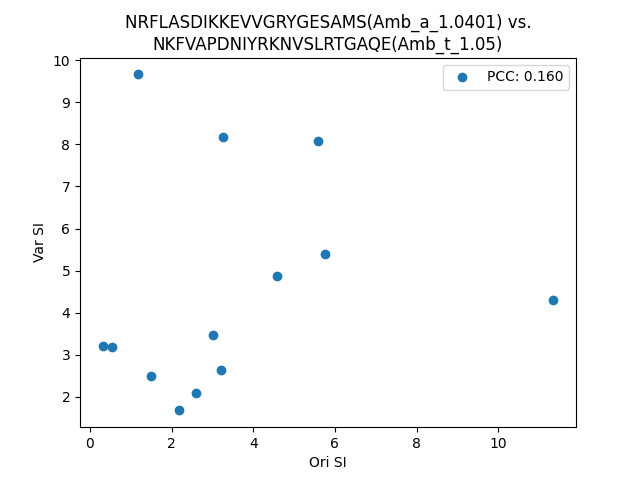 NRFLASDIKKEVVGRYGESAMS(Amb_a_1.0401) vs.
NKFVAPDNIYRKNVSLRTGAQE(Amb_t_1.05)
PCC: 0.160
10
9
8
7
6
5
4
3
2
Var SI
0 2 4 6 8 10
Ori SI